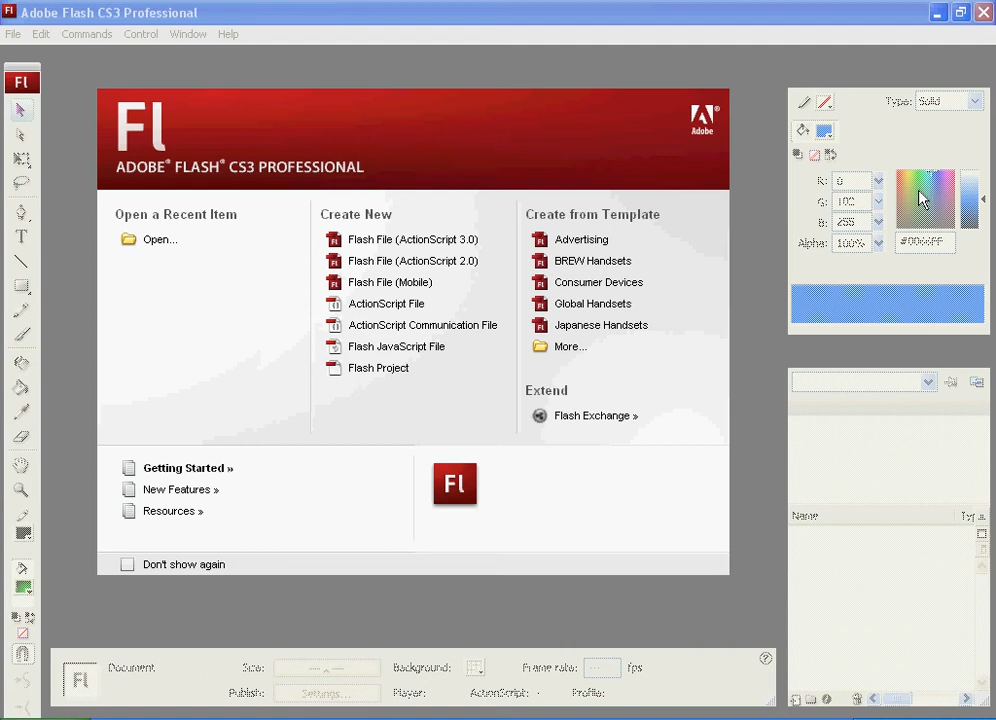 Fl Adobe Flash CS3 Professional
File Edit Commands Control Window Help
Fl
Fl
ADOBE® FLASH® CS3 PROFESSIONAL
Adobe
Open a Recent Item
Open...
Create New
Flash File (ActionScript 3.0)
Flash File (ActionScript 2.0)
Flash File (Mobile)
ActionScript File
ActionScript Communication File
Flash JavaScript File
Flash Project
Create from Template
Advertising
BREW Handsets
Consumer Devices
Global Handsets
Japanese Handsets
More...
Extend
Flash Exchange »
Getting Started »
New Features »
Resources »
Fl
Don't show again
Type: Solid
R: 0
G: 102
B: 255
Alpha: 100% #0066FF
Name
Fl
Document
Size:
Background:
Frame rate: fps
Publish: Settings...
Player:
ActionScript:
Profile: